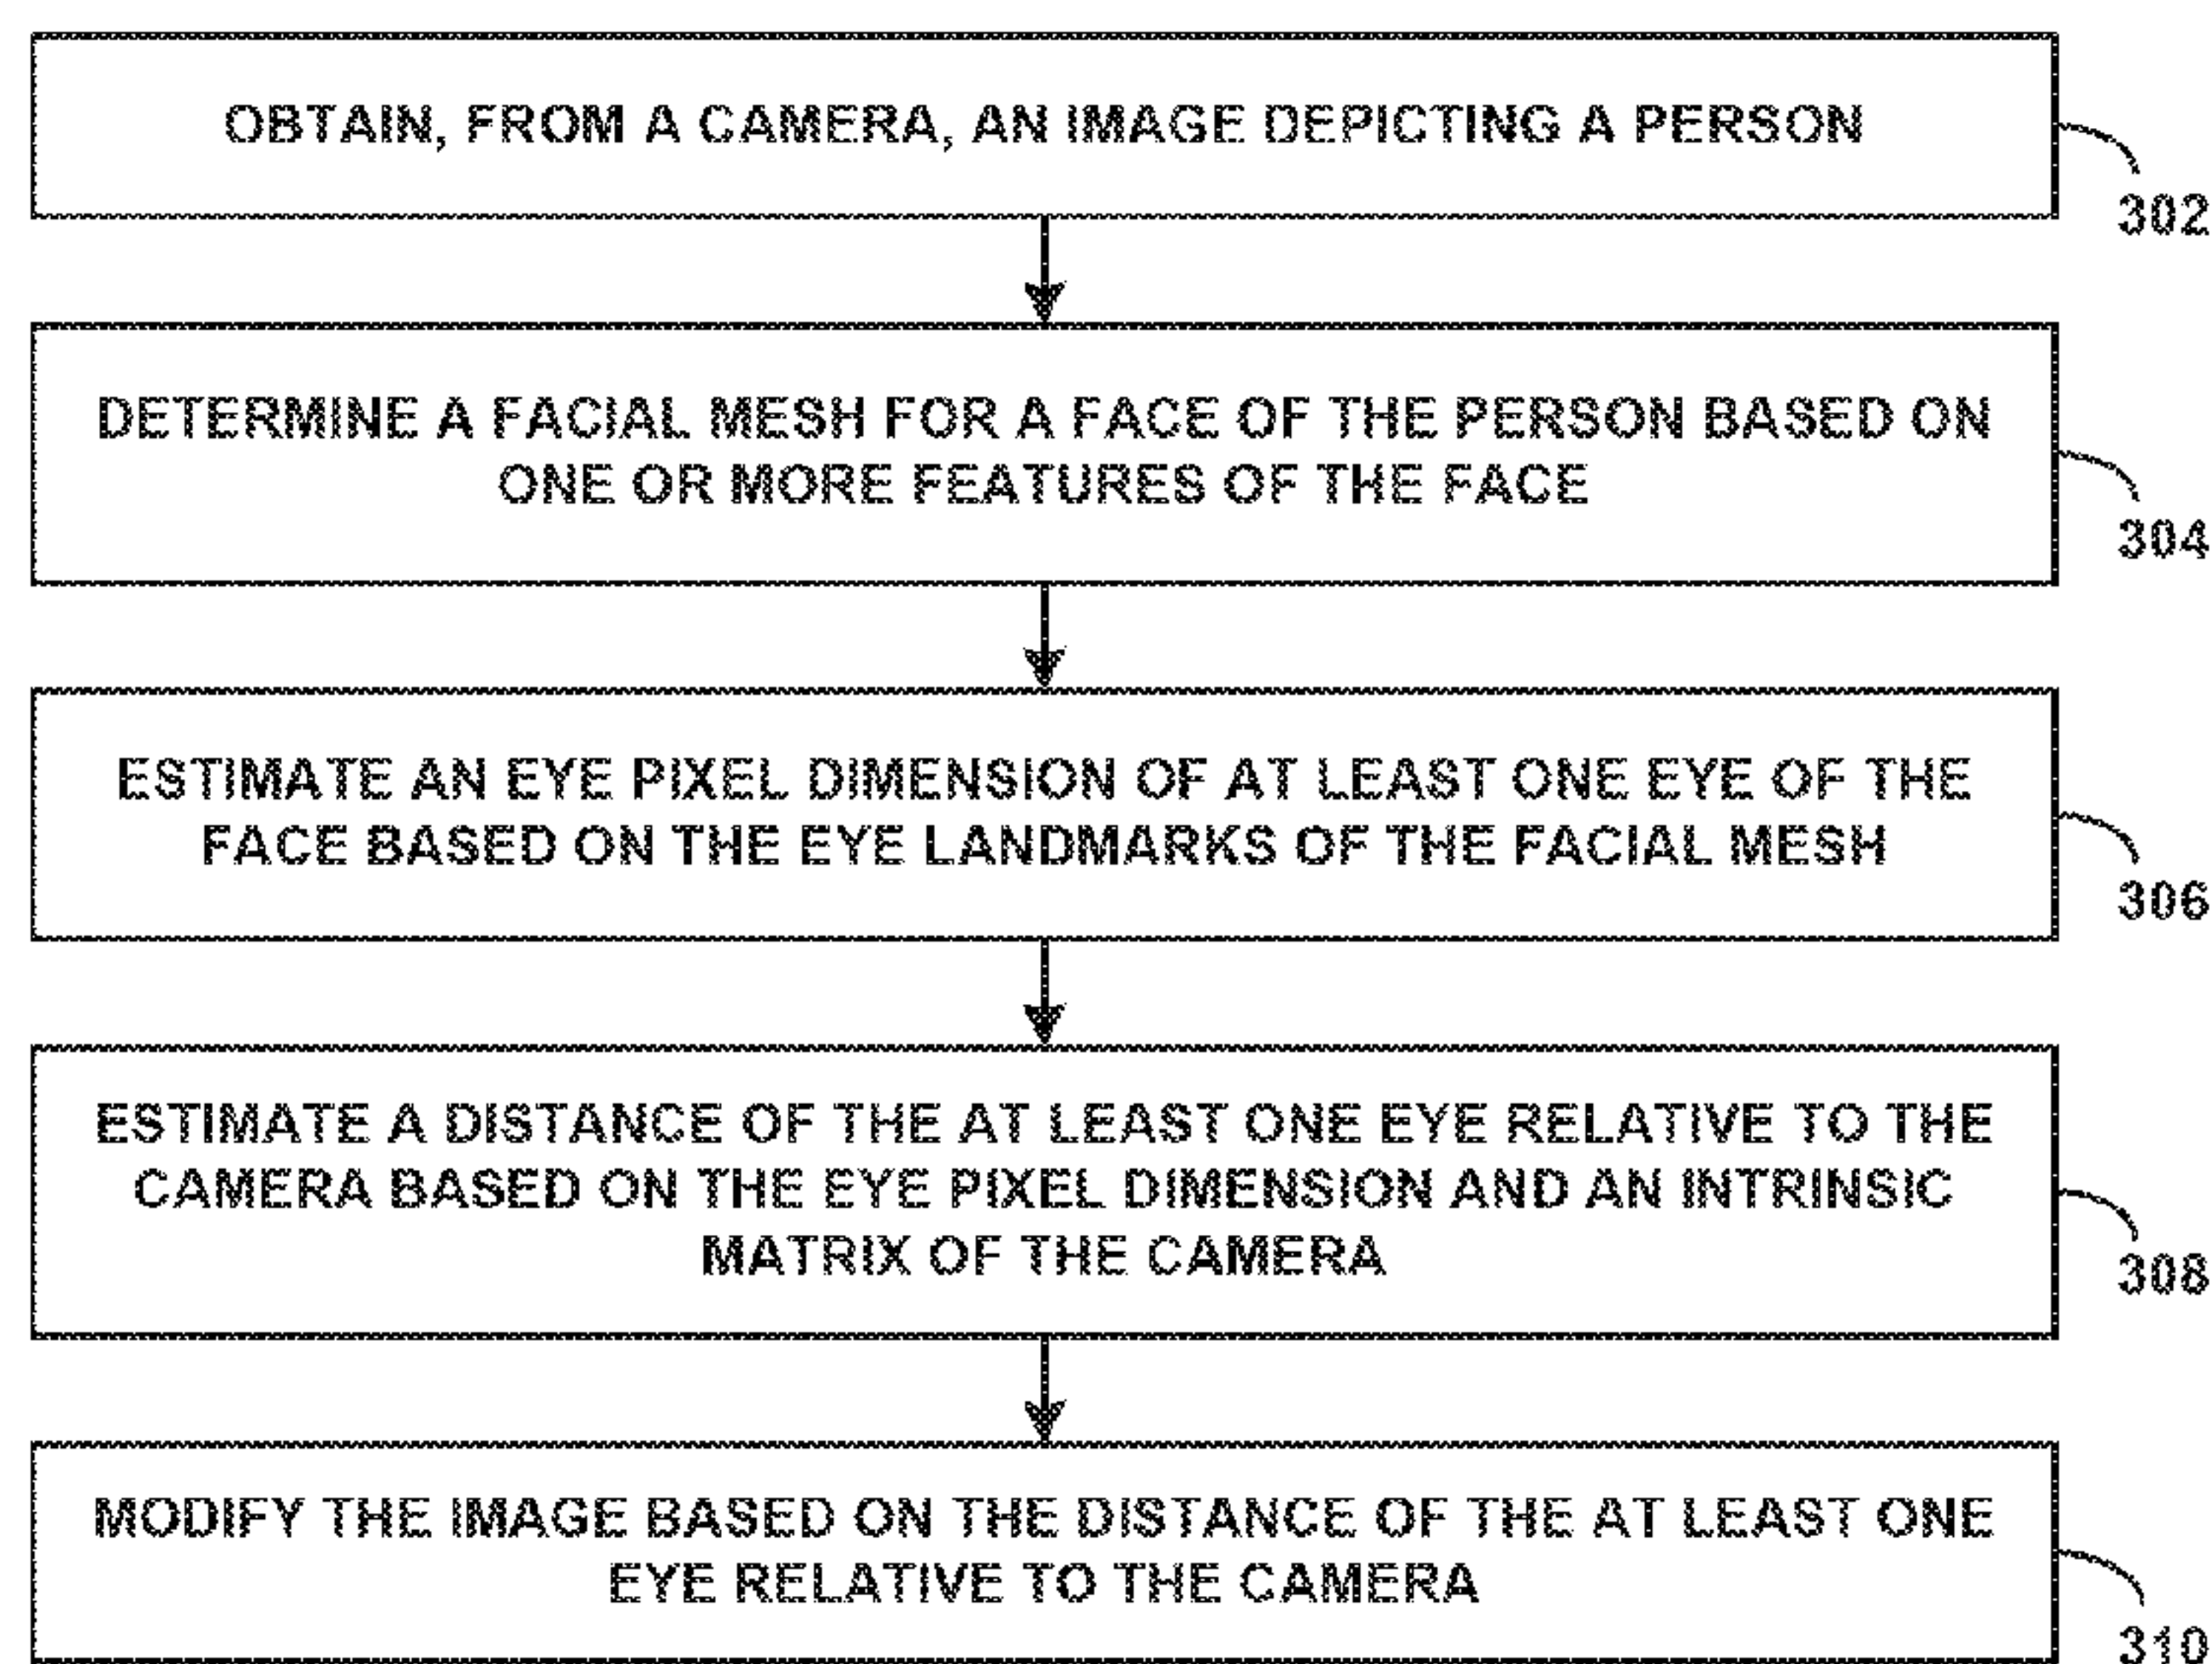 OBTAIN, FROM A CAMERA, AN IMAGE DEPICTING A PERSON
302
DETERMINE A FACIAL MESH FOR A FACE OF THE PERSON BASED ON
ONE OR MORE FEATURES OF THE FACE
304
ESTIMATE AN EYE PIXEL DIMENSION OF AT LEAST ONE EYE OF THE
FACE BASED ON THE EYE LANDMARKS OF THE FACIAL MESH
306
ESTIMATE A DISTANCE OF THE AT LEAST ONE EYE RELATIVE TO THE
CAMERA BASED ON THE EYE PIXEL DIMENSION AND AN INTRINSIC
MATRIX OF THE CAMERA
308
MODIFY THE IMAGE BASED ON THE DISTANCE OF THE AT LEAST ONE
EYE RELATIVE TO THE CAMERA
310